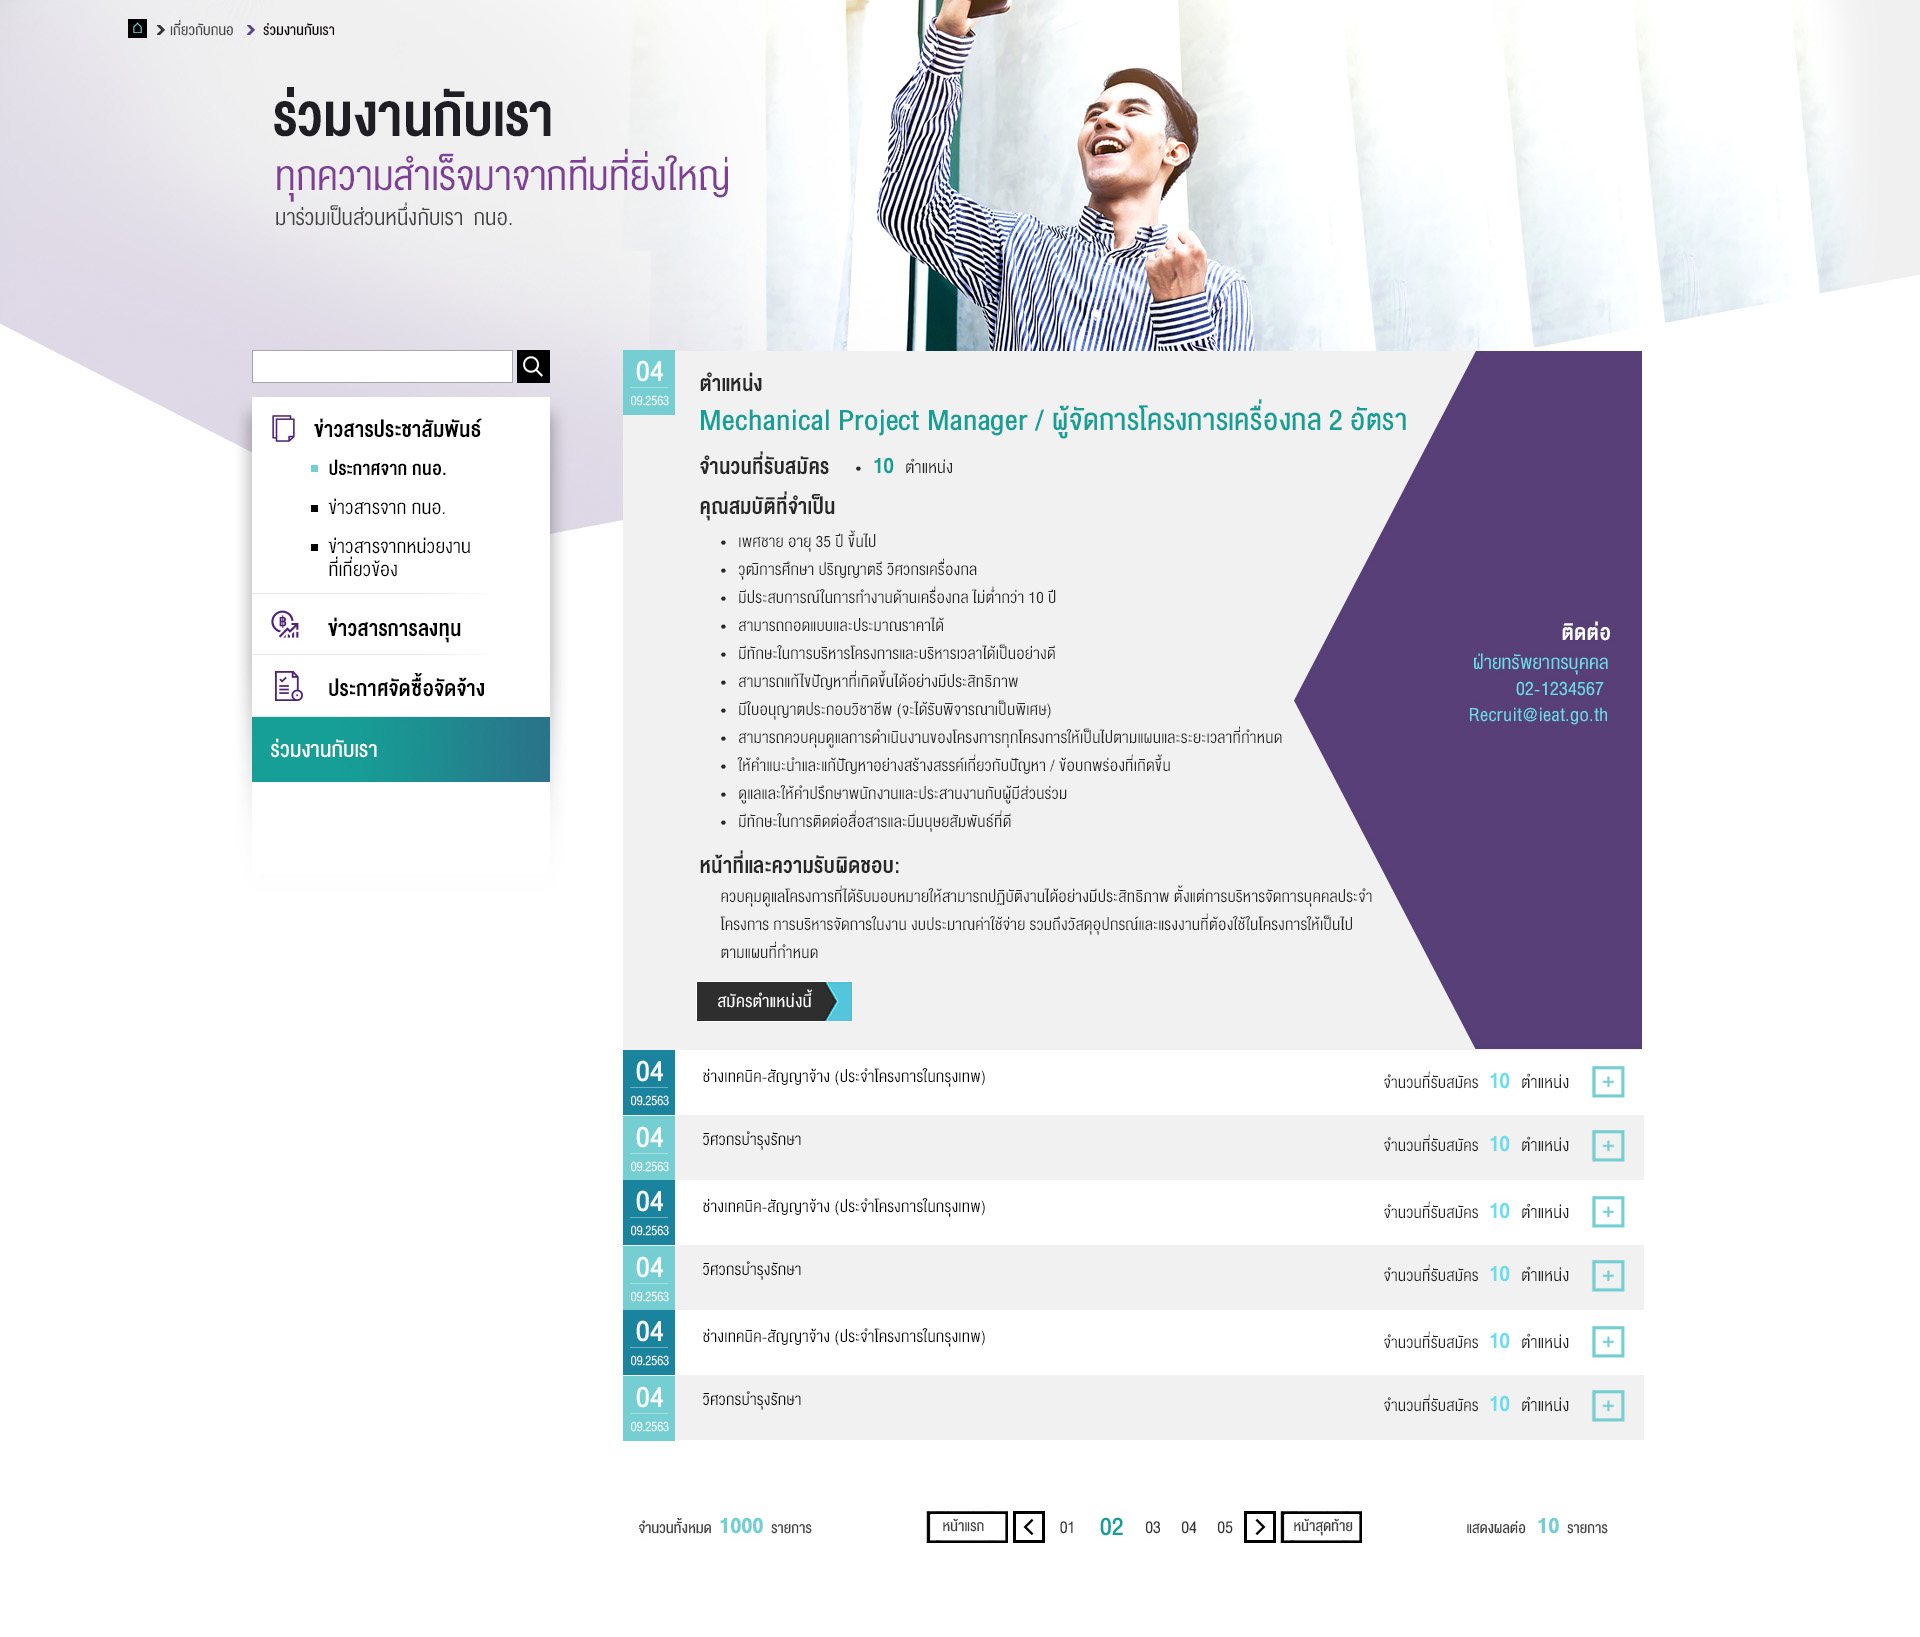 เกี่ยวกับกนอ
ร่วมงานกับเรา
ร่วมงานกับเรา
ทุกความสำเร็จมาจากทีมที่ยิ่งใหญ่
มาร่วมเป็นส่วนหนึ่งกับเรา กนอ.
ข่าวสารประชาสัมพันธ์
ประกาศจาก กนอ.
ข่าวสารจาก กนอ.
ข่าวสารจากหน่วยงาน
ที่เกี่ยวข้อง
ข่าวสารการลงทุน
ประกาศจัดซื้อจัดจ้าง
ร่วมงานกับเรา
04
09.2563
ตำแหน่ง
Mechanical Project Manager / ผู้จัดการโครงการเครื่องกล 2 อัตรา
จำนวนที่รับสมัคร • 10 ตำแหน่ง
คุณสมบัติที่จำเป็น
• เพศชาย อายุ 35 ปี ขึ้นไป
• วุฒิการศึกษา ปริญญาตรี วิศวกรเครื่องกล
• มีประสบการณ์ในการทำงานด้านเครื่องกล ไม่ต่ำกว่า 10 ปี
• สามารถถอดแบบและประมาณราคาได้
• มีทักษะในการบริหารโครงการและบริหารเวลาได้เป็นอย่างดี
• สามารถแก้ไขปัญหาที่เกิดขึ้นได้อย่างมีประสิทธิภาพ
• มีใบอนุญาตประกอบวิชาชีพ (จะได้รับพิจารณาเป็นพิเศษ)
• สามารถควบคุมดูแลการดำเนินงานของโครงการทุกโครงการให้เป็นไปตามแผนและระยะเวลาที่กำหนด
• ให้คำแนะนำและแก้ปัญหาอย่างสร้างสรรค์เกี่ยวกับปัญหา / ข้อบกพร่องที่เกิดขึ้น
• ดูแลและให้คำปรึกษาพนักงานและประสานงานกับผู้มีส่วนร่วม
• มีทักษะในการติดต่อสื่อสารและมีมนุษยสัมพันธ์ที่ดี
หน้าที่และความรับผิดชอบ:
ควบคุมดูแลโครงการที่ได้รับมอบหมายให้สามารถปฏิบัติงานได้อย่างมีประสิทธิภาพ ตั้งแต่การบริหารจัดการบุคคลประจำ
โครงการ การบริหารจัดการในงาน งบประมาณค่าใช้จ่าย รวมถึงวัสดุอุปกรณ์และแรงงานที่ต้องใช้ในโครงการให้เป็นไป
ตามแผนที่กำหนด
สมัครตำแหน่งนี้
ติดต่อ
ฝ่ายทรัพยากรบุคคล
02-1234567
Recruit@ieat.go.th
04
09.2563
ช่างเทคนิค-สัญญาจ้าง (ประจำโครงการในกรุงเทพ)
จำนวนที่รับสมัคร 10 ตำแหน่ง
04
09.2563
วิศวกรบำรุงรักษา
จำนวนที่รับสมัคร 10 ตำแหน่ง
04
09.2563
ช่างเทคนิค-สัญญาจ้าง (ประจำโครงการในกรุงเทพ)
จำนวนที่รับสมัคร 10 ตำแหน่ง
04
09.2563
วิศวกรบำรุงรักษา
จำนวนที่รับสมัคร 10 ตำแหน่ง
04
09.2563
ช่างเทคนิค-สัญญาจ้าง (ประจำโครงการในกรุงเทพ)
จำนวนที่รับสมัคร 10 ตำแหน่ง
04
09.2563
วิศวกรบำรุงรักษา
จำนวนที่รับสมัคร 10 ตำแหน่ง
จำนวนทั้งหมด 1000 รายการ
หน้าแรก 01 02 03 04 05 หน้าสุดท้าย
แสดงผลต่อ 10 รายการ